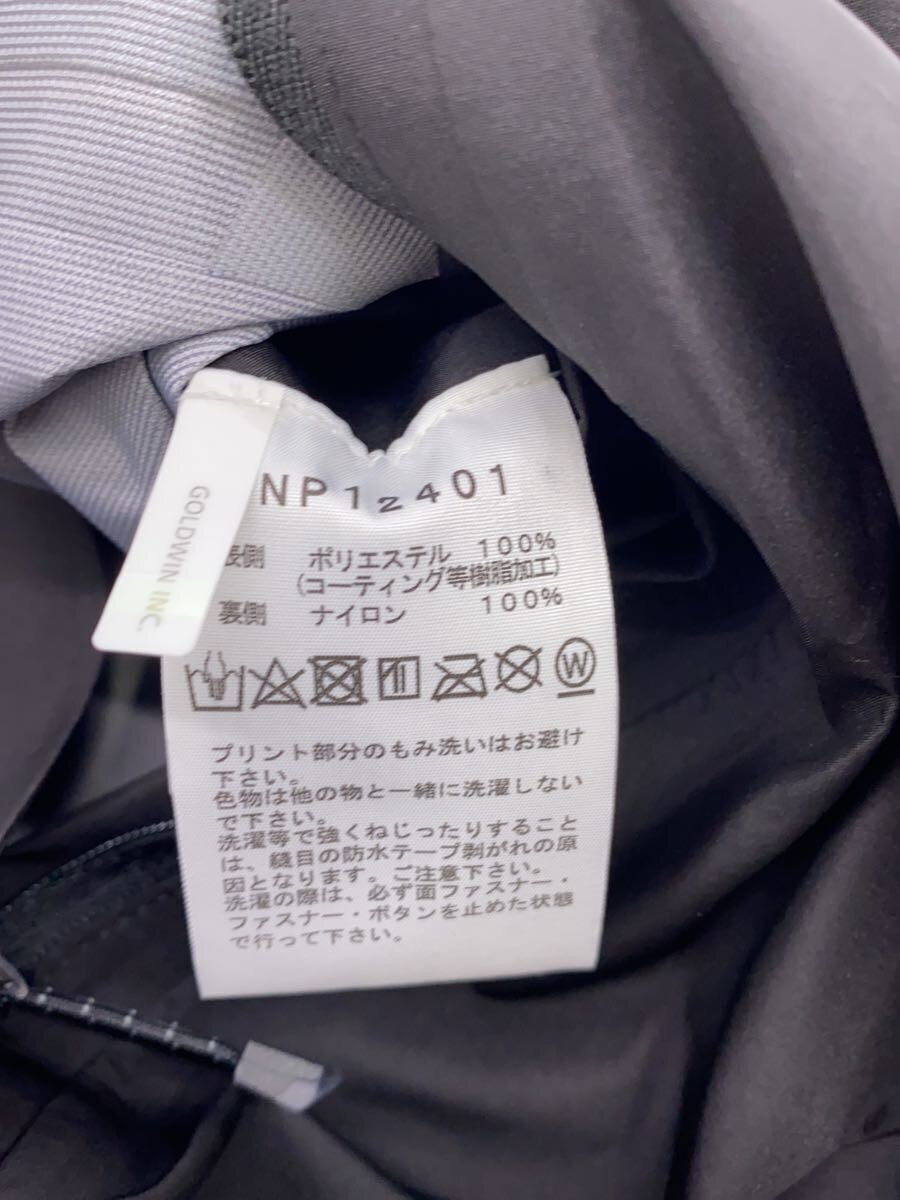 GOLDWIN INC.
NP12401
表側 ポリエステル 100%
(コーティング等樹脂加工)
裏側 ナイロン 100%
W
プリント部分のもみ洗いはお避け
下さい。
色物は他の物と一緒に洗濯しない
で下さい。
洗濯等で強くねじったりすること
は、縫目の防水テープ剥がれの原
因となります。ご注意下さい。
洗濯の際は、必ず面ファスナー・
ファスナー・ボタンを止めた状態
で行って下さい。